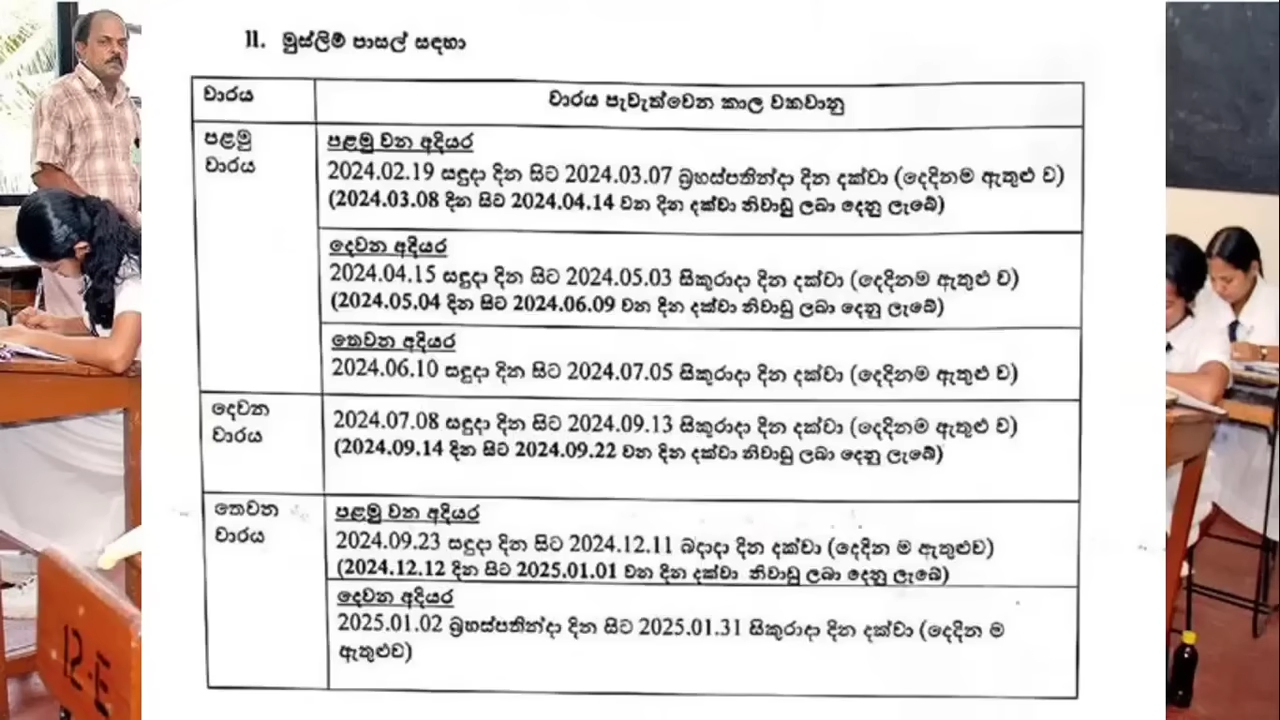 II. මුස්ලිම් පාසල් සඳහා
වාරය
වාරය පැවැත්වෙන කාල වකවානු
පළමු
වාරය
පළමු වන අදියර
2024.02.19 සඳුදා දින සිට 2024.03.07 බ්‍රහස්පතින්දා දින දක්වා (දෙදිනම ඇතුළු ව)
(2024.03.08 දින සිට 2024.04.14 වන දින දක්වා නිවාඩු ලබා දෙනු ලැබේ)
දෙවන අදියර
2024.04.15 සඳුදා දින සිට 2024.05.03 සිකුරාදා දින දක්වා (දෙදිනම ඇතුළු ව)
(2024.05.04 දින සිට 2024.06.09 වන දින දක්වා නිවාඩු ලබා දෙනු ලැබේ)
තෙවන අදියර
2024.06.10 සඳුදා දින සිට 2024.07.05 සිකුරාදා දින දක්වා (දෙදිනම ඇතුළු ව)
දෙවන
වාරය
2024.07.08 සඳුදා දින සිට 2024.09.13 සිකුරාදා දින දක්වා (දෙදිනම ඇතුළු ව)
(2024.09.14 දින සිට 2024.09.22 වන දින දක්වා නිවාඩු ලබා දෙනු ලැබේ)
තෙවන
වාරය
පළමු වන අදියර
2024.09.23 සඳුදා දින සිට 2024.12.11 බදාදා දින දක්වා (දෙදින ම ඇතුළුව)
(2024.12.12 දින සිට 2025.01.01 වන දින දක්වා නිවාඩු ලබා දෙනු ලැබේ)
දෙවන අදියර
2025.01.02 බ්‍රහස්පතින්දා දින සිට 2025.01.31 සිකුරාදා දින දක්වා (දෙදින ම
ඇතුළුව)
12-E